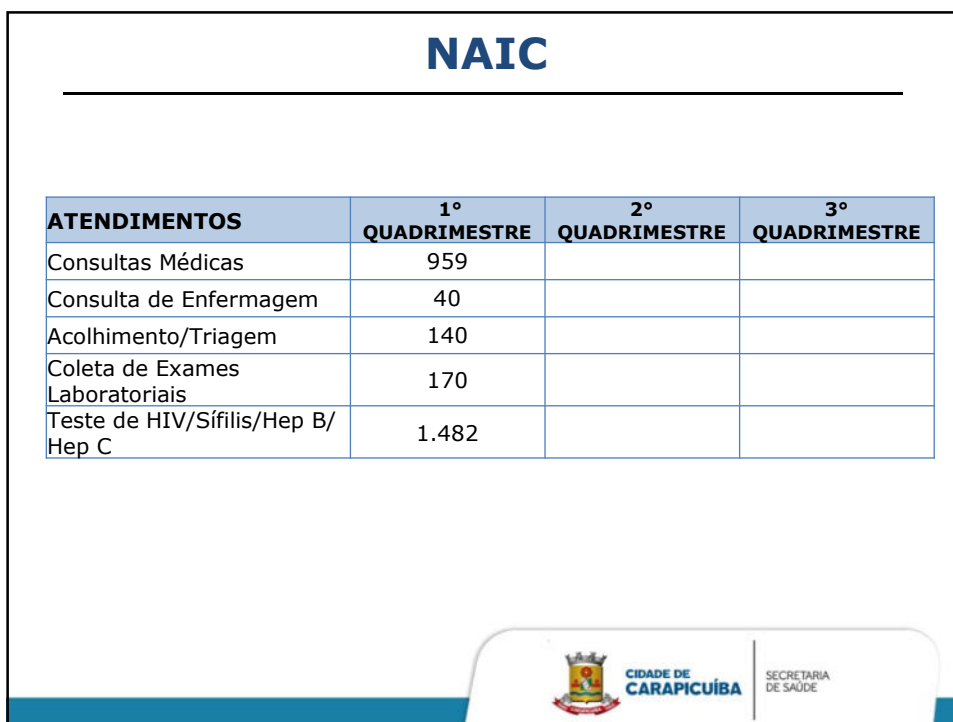 NAIC
ATENDIMENTOS
1°
QUADRIMESTRE
2°
QUADRIMESTRE
3°
QUADRIMESTRE
Consultas Médicas 959
Consulta de Enfermagem 40
Acolhimento/Triagem 140
Coleta de Exames
Laboratoriais
170
Teste de HIV/Sífilis/Hep B/
Hep C
1.482
CIDADE DE
CARAPICUÍBA
SECRETARIA
DE SAÚDE